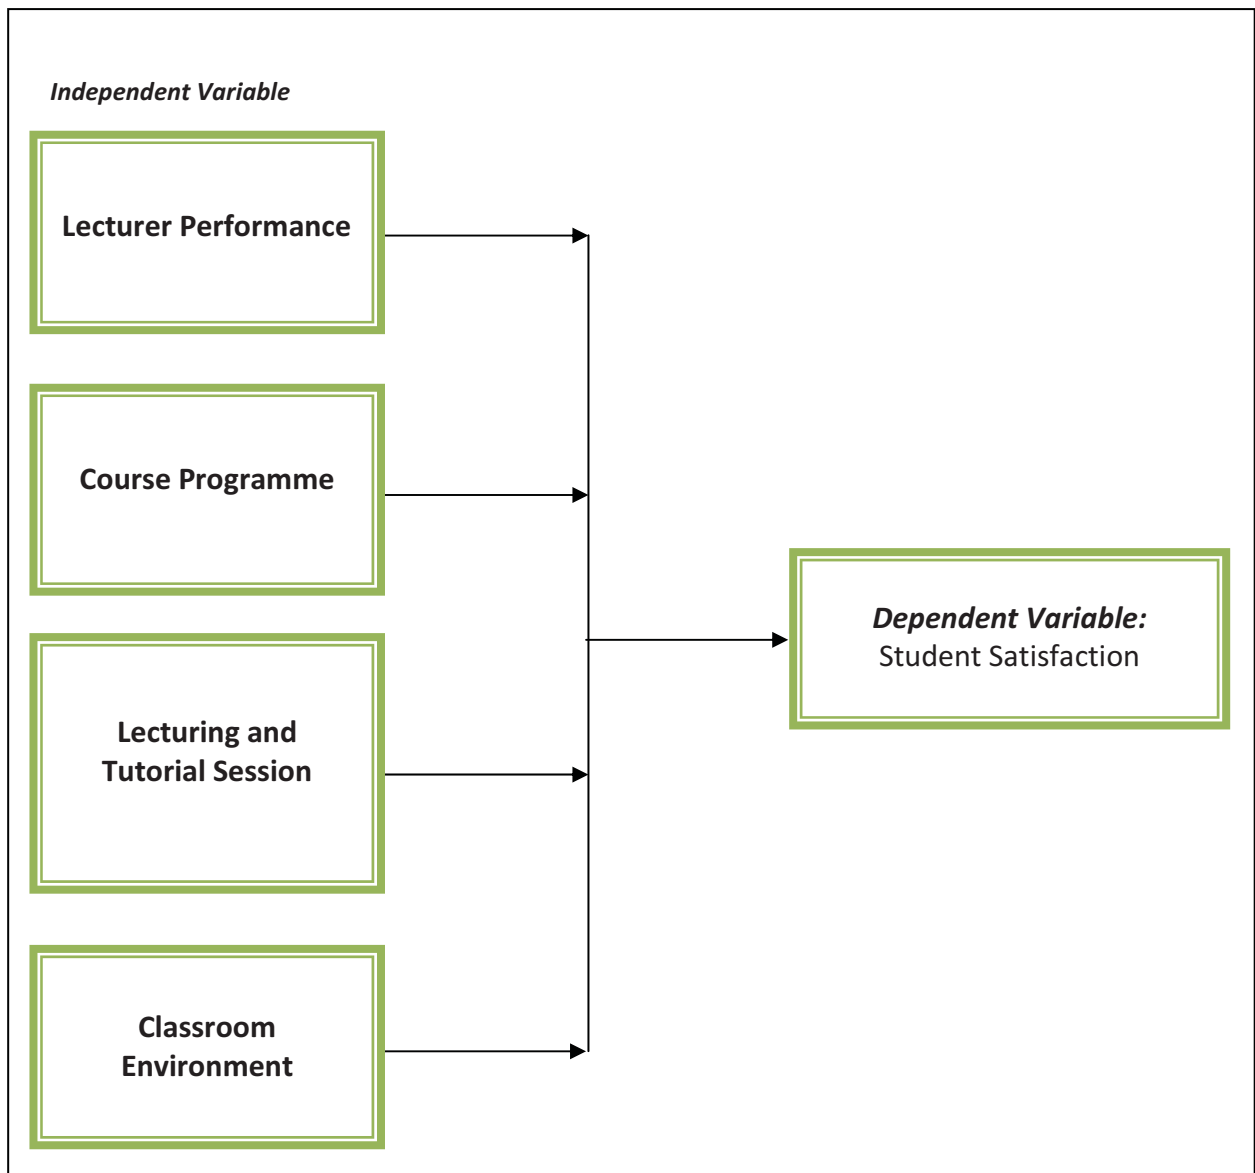 Independent Variable
Lecturer Performance
Course Programme
Lecturing and
Tutorial Session
Classroom
Environment
Dependent Variable:
Student Satisfaction